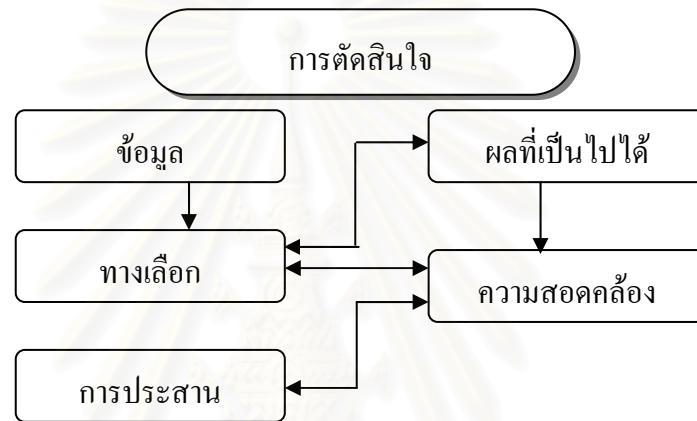 การตัดสินใจ
ข้อมูล
ผลที่เป็นไปได้
ทางเลือก
ความสอดคล้อง
การประสาน